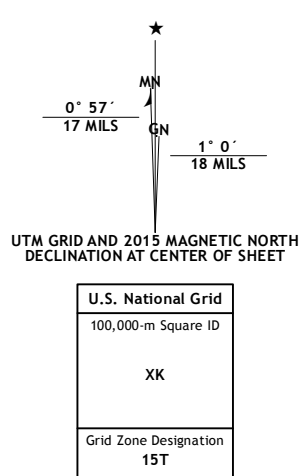 ★
MN
0° 57´
17 MILS
GN
1° 0´
18 MILS
UTM GRID AND 2015 MAGNETIC NORTH
DECLINATION AT CENTER OF SHEET
U.S. National Grid
100,000-m Square ID
XK
Grid Zone Designation
15T